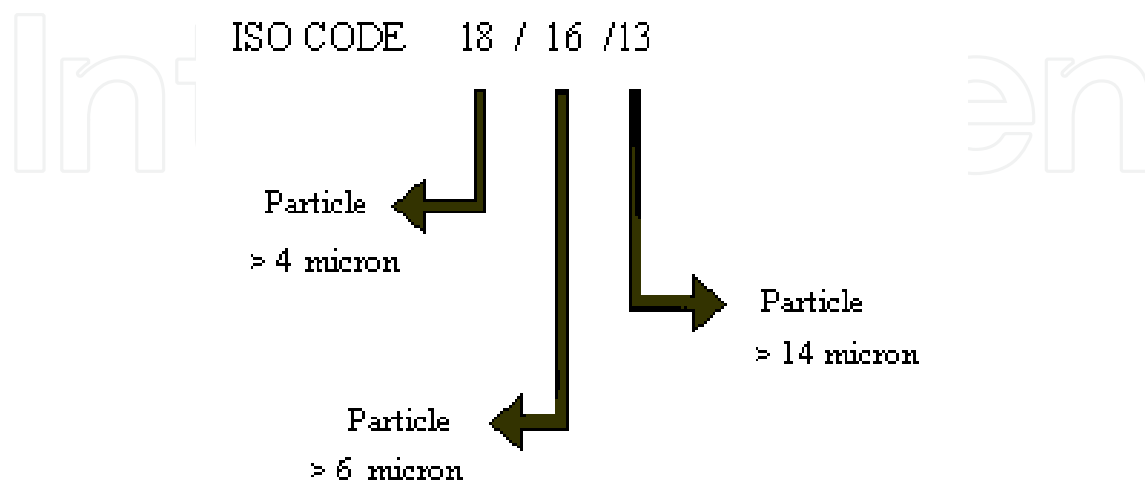 ISO CODE 18 / 16 /13
Particle
> 4 micron
Particle
> 14 micron
Particle
> 6 micron